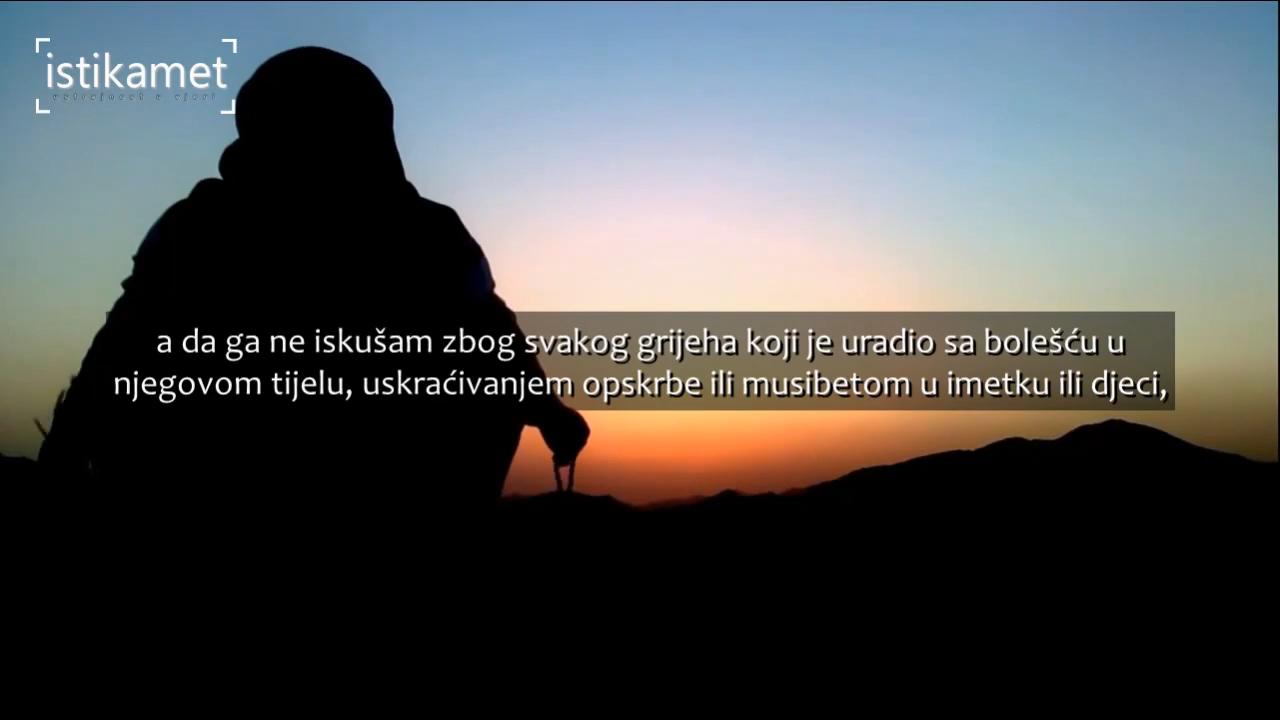 istikamet
a da ga ne iskušam zbog svakog grijeha koji je uradio sa bolešću u
njegovom tijelu, uskraćivanjem opskrbe ili musibetom u imetku ili djeci,